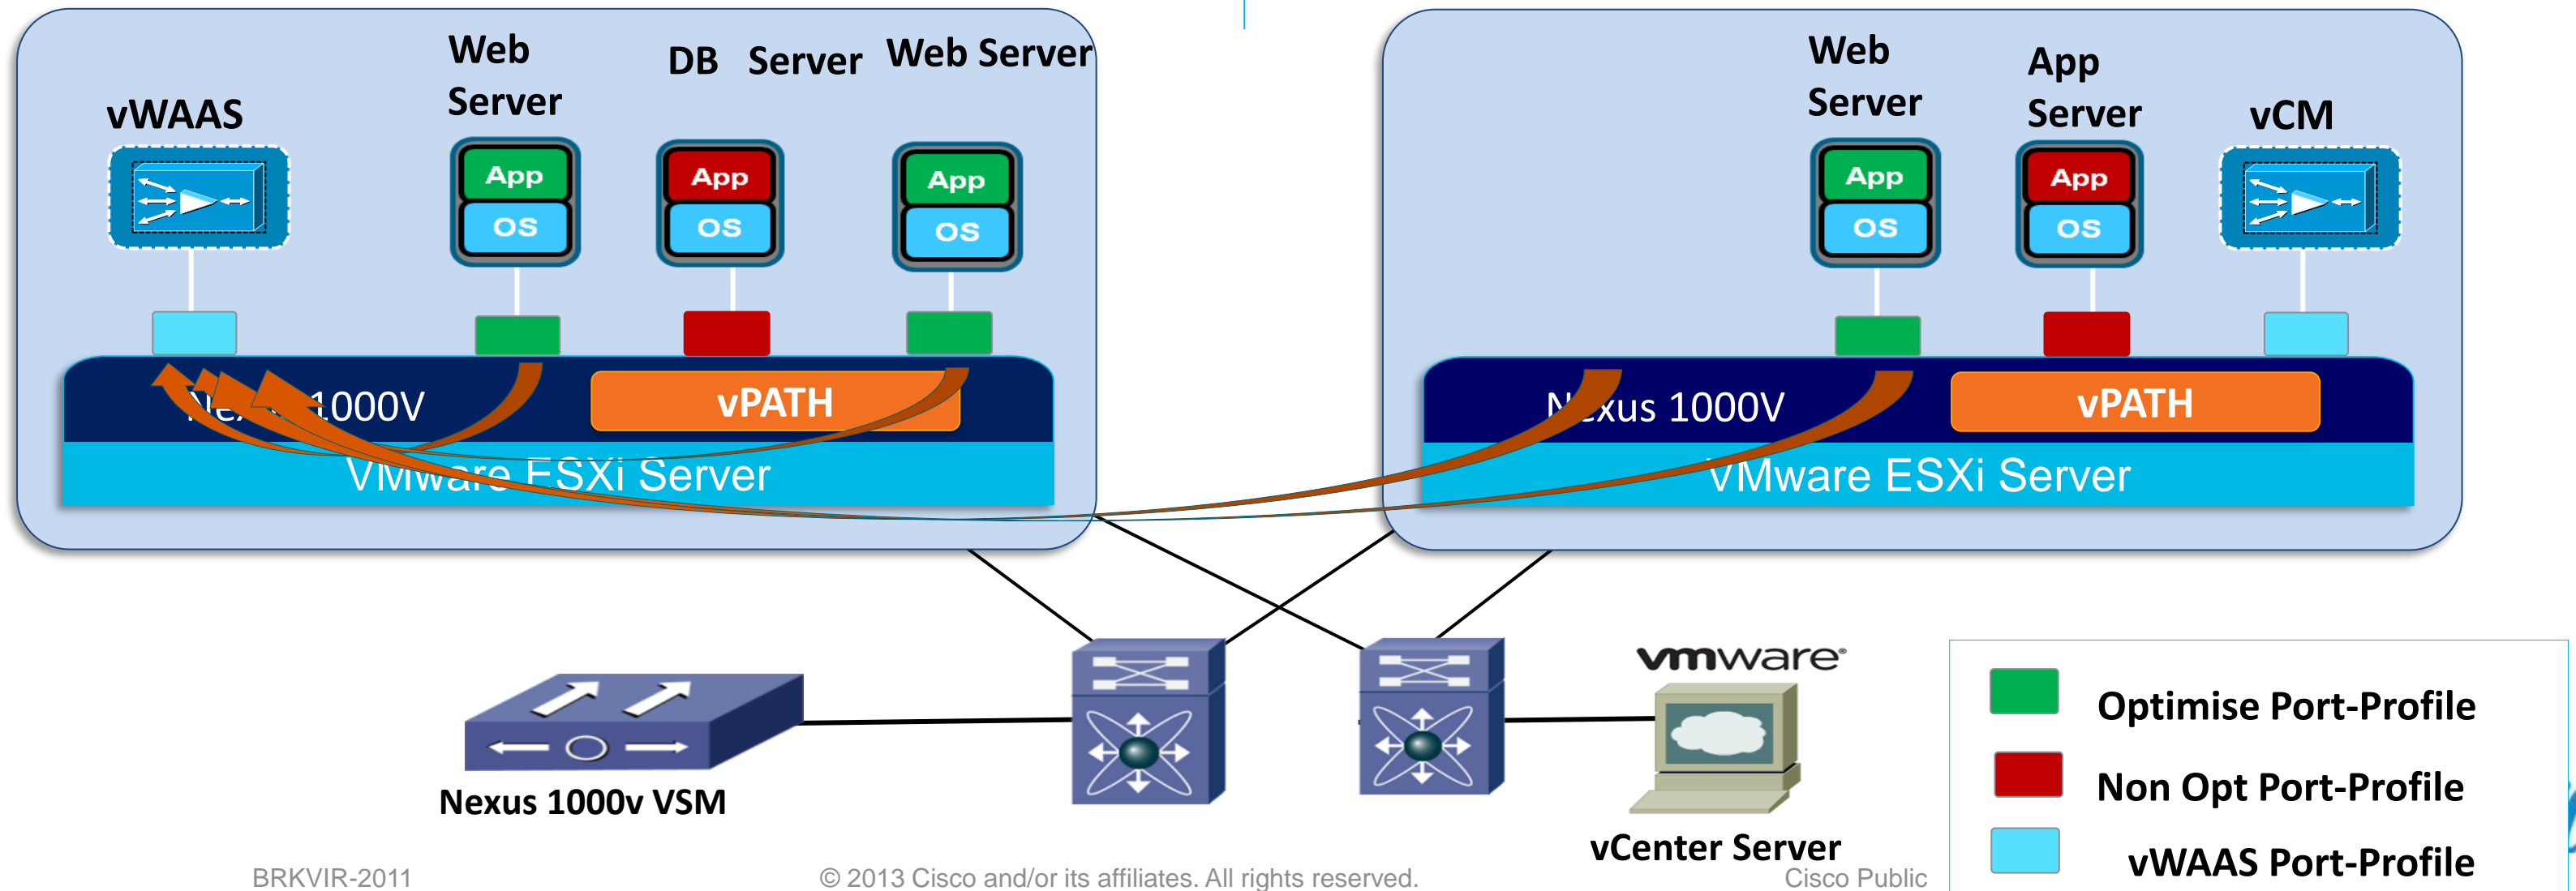 Web
Server
DB Server
Web Server
vWAAS
App
OS
App
OS
App
OS
Nexus 1000V
vPATH
VMware ESXi Server
Web
Server
App
Server
vCM
App
OS
App
OS
Nexus 1000V
vPATH
VMware ESXi Server
Nexus 1000v VSM
vmware®
vCenter Server
Optimise Port-Profile
Non Opt Port-Profile
vWAAS Port-Profile
BRKVIR-2011
© 2013 Cisco and/or its affiliates. All rights reserved.
Cisco Public